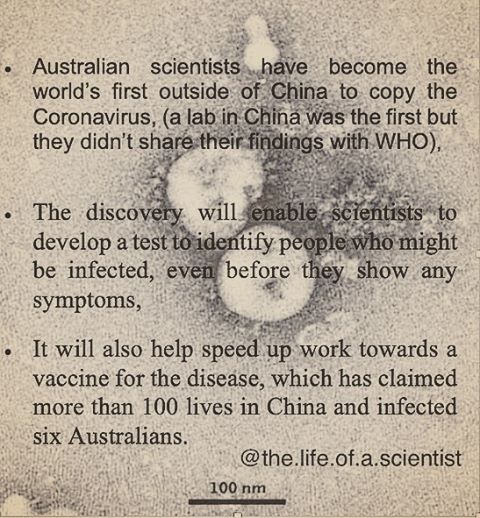 • Australian scientists have become the
world's first outside of China to copy the
Coronavirus, (a lab in China was the first but
they didn't share their findings with WHO),
• The discovery will enable scientists to
develop a test to identify people who might
be infected, even before they show any
symptoms,
• It will also help speed up work towards a
vaccine for the disease, which has claimed
more than 100 lives in China and infected
six Australians.
@the.life.of.a.scientist
100 nm